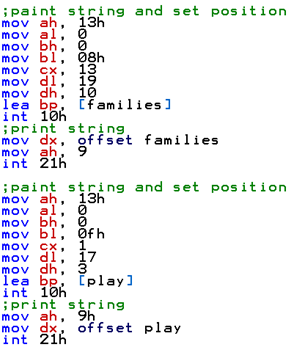 ;paint string and set position
mov ah, 13h
mov al, 0
mov bh, 0
mov bl, 08h
mov cx, 13
mov dl, 19
mov dh, 10
lea bp, [families]
int 10h
;print string
mov dx, offset families
mov ah, 9
int 21h

;paint string and set position
mov ah, 13h
mov al, 0
mov bh, 0
mov bl, 0fh
mov cx, 1
mov dl, 17
mov dh, 3
lea bp, [play]
int 10h
;print string
mov ah, 9h
mov dx, offset play
int 21h